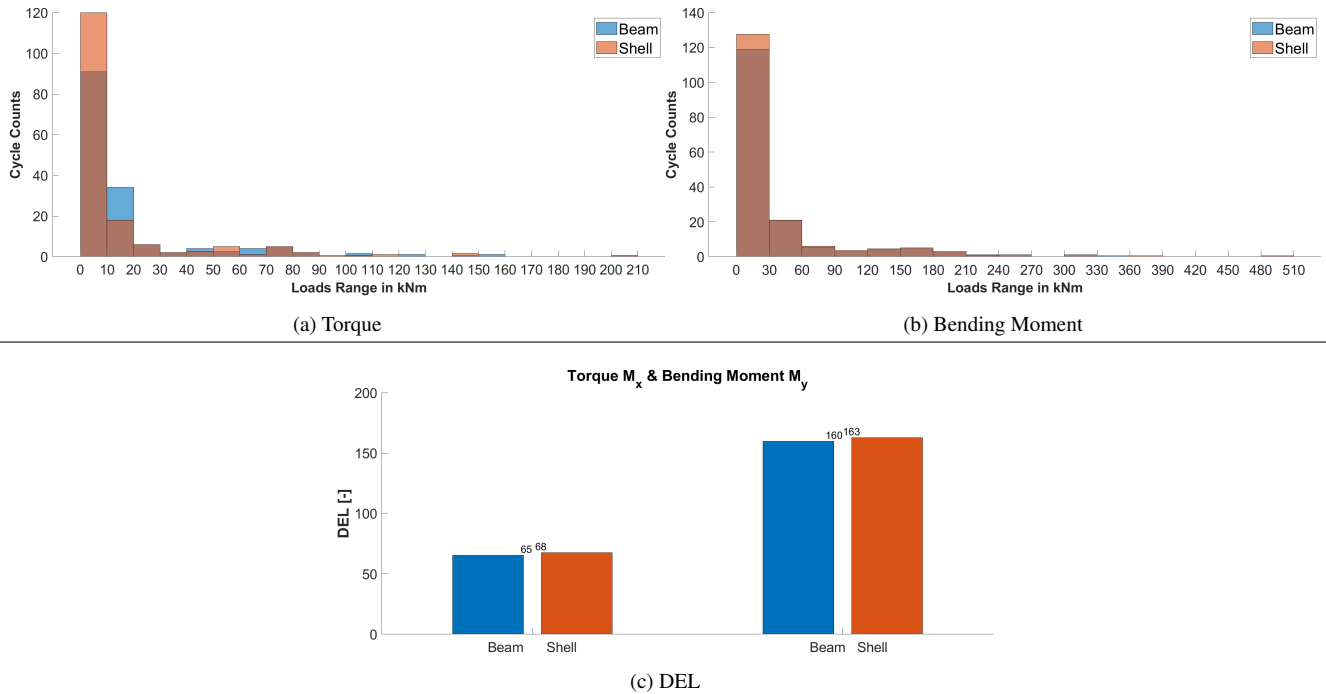 120
100
80
60
40
20
0
Cycle Counts
Beam
Shell
0 10 20 30 40 50 60 70 80 90 100 110 120 130 140 150 160 170 180 190 200 210
Loads Range in kNm
(a) Torque
140
120
100
80
60
40
20
0
Cycle Counts
Beam
Shell
0 30 60 90 120 150 180 210 240 270 300 330 360 390 420 450 480 510
Loads Range in kNm
(b) Bending Moment
Torque Mx & Bending Moment My
200
150
100
50
0
DEL [-]
65 68
160 163
Beam Shell
Beam Shell
(c) DEL